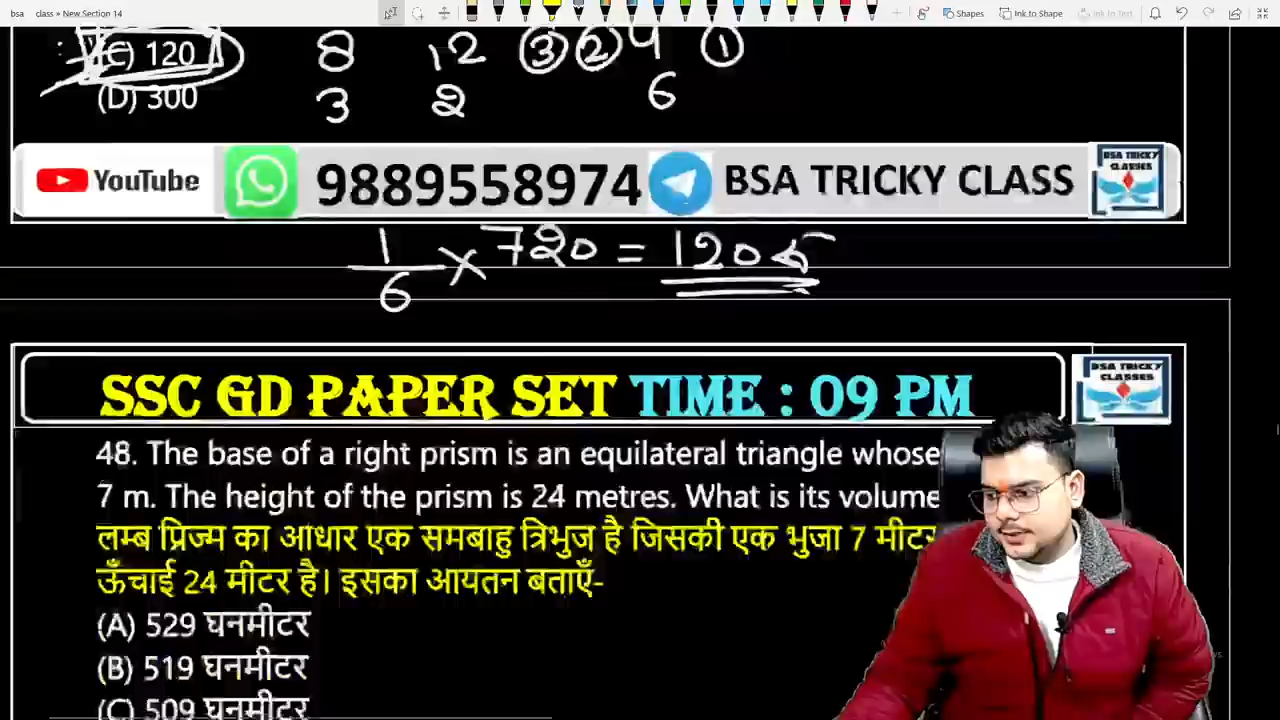 bsa class » New Section 14
Shapes Ink to Shape Ink to Text
(C) 120 8 12 3 2 4 1
(D) 300 3 2 6
YouTube 9889558974 BSA TRICKY CLASS BSA TRICKY CLASSES
1/6 × 720 = 120
SSC GD PAPER SET TIME : 09 PM BSA TRICKY CLASSES
48. The base of a right prism is an equilateral triangle whose
7 m. The height of the prism is 24 metres. What is its volume
लम्ब प्रिज्म का आधार एक समबाहु त्रिभुज है जिसकी एक भुजा 7 मीटर
ऊँचाई 24 मीटर है। इसका आयतन बताएँ-
(A) 529 घनमीटर
(B) 519 घनमीटर
(C) 509 घनमीटर